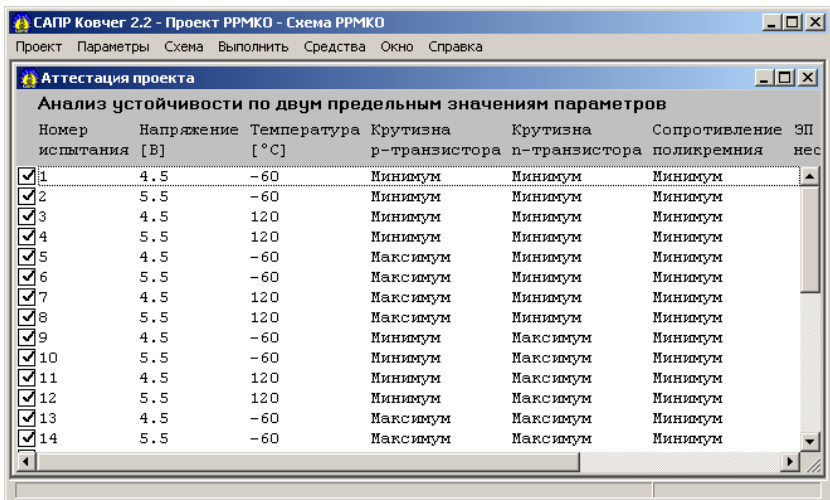 САПР Ковчег 2.2 - Проект РРМКО - Схема РРМКО
Проект Параметры Схема Выполнить Средства Окно Справка
Аттестация проекта
Анализ устойчивости по двум предельным значениям параметров
Номер Напряжение Температура Крутизна Крутизна Сопротивление ЭП
испытания [В] [°C] p-транзистора n-транзистора поликремния нес
1 4.5 -60 Минимум Минимум Минимум
2 5.5 -60 Минимум Минимум Минимум
3 4.5 120 Минимум Минимум Минимум
4 5.5 120 Минимум Минимум Минимум
5 4.5 -60 Максимум Минимум Минимум
6 5.5 -60 Максимум Минимум Минимум
7 4.5 120 Максимум Минимум Минимум
8 5.5 120 Максимум Минимум Минимум
9 4.5 -60 Минимум Максимум Минимум
10 5.5 -60 Минимум Максимум Минимум
11 4.5 120 Минимум Максимум Минимум
12 5.5 120 Минимум Максимум Минимум
13 4.5 -60 Максимум Максимум Минимум
14 5.5 -60 Максимум Максимум Минимум